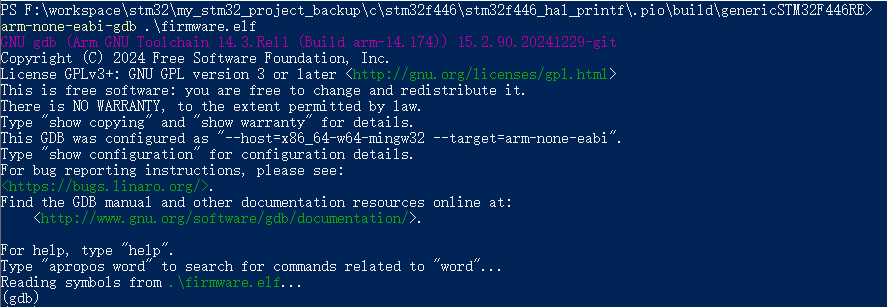 PS F:\workspace\stm32\my_stm32_project_backup\c\stm32f446\stm32f446_hal_printf\.pio\build\genericSTM32F446RE>
arm-none-eabi-gdb .\firmware.elf
GNU gdb (Arm GNU Toolchain 14.3.Rel1 (Build arm-14.174)) 15.2.90.20241229-git
Copyright (C) 2024 Free Software Foundation, Inc.
License GPLv3+: GNU GPL version 3 or later <http://gnu.org/licenses/gpl.html>
This is free software: you are free to change and redistribute it.
There is NO WARRANTY, to the extent permitted by law.
Type "show copying" and "show warranty" for details.
This GDB was configured as "--host=x86_64-w64-mingw32 --target=arm-none-eabi".
Type "show configuration" for configuration details.
For bug reporting instructions, please see:
<https://bugs.linaro.org/>.
Find the GDB manual and other documentation resources online at:
    <http://www.gnu.org/software/gdb/documentation/>.

For help, type "help".
Type "apropos word" to search for commands related to "word"...
Reading symbols from .\firmware.elf...
(gdb)